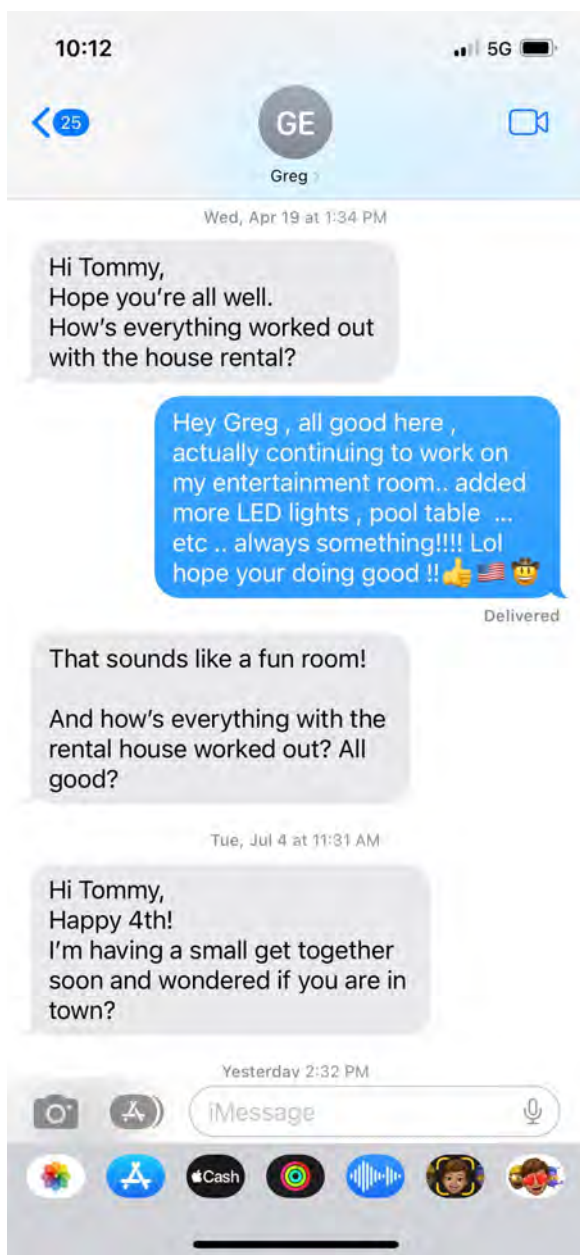 10:12
5G
25
GE
Greg
Wed, Apr 19 at 1:34 PM
Hi Tommy,
Hope you're all well.
How's everything worked out
with the house rental?
Hey Greg , all good here ,
actually continuing to work on
my entertainment room.. added
more LED lights , pool table ...
etc .. always something!!!! Lol
hope your doing good !!👍🇺🇸🤠
Delivered
That sounds like a fun room!
And how's everything with the
rental house worked out? All
good?
Tue, Jul 4 at 11:31 AM
Hi Tommy,
Happy 4th!
I'm having a small get together
soon and wondered if you are in
town?
Yesterday 2:32 PM
iMessage
Cash